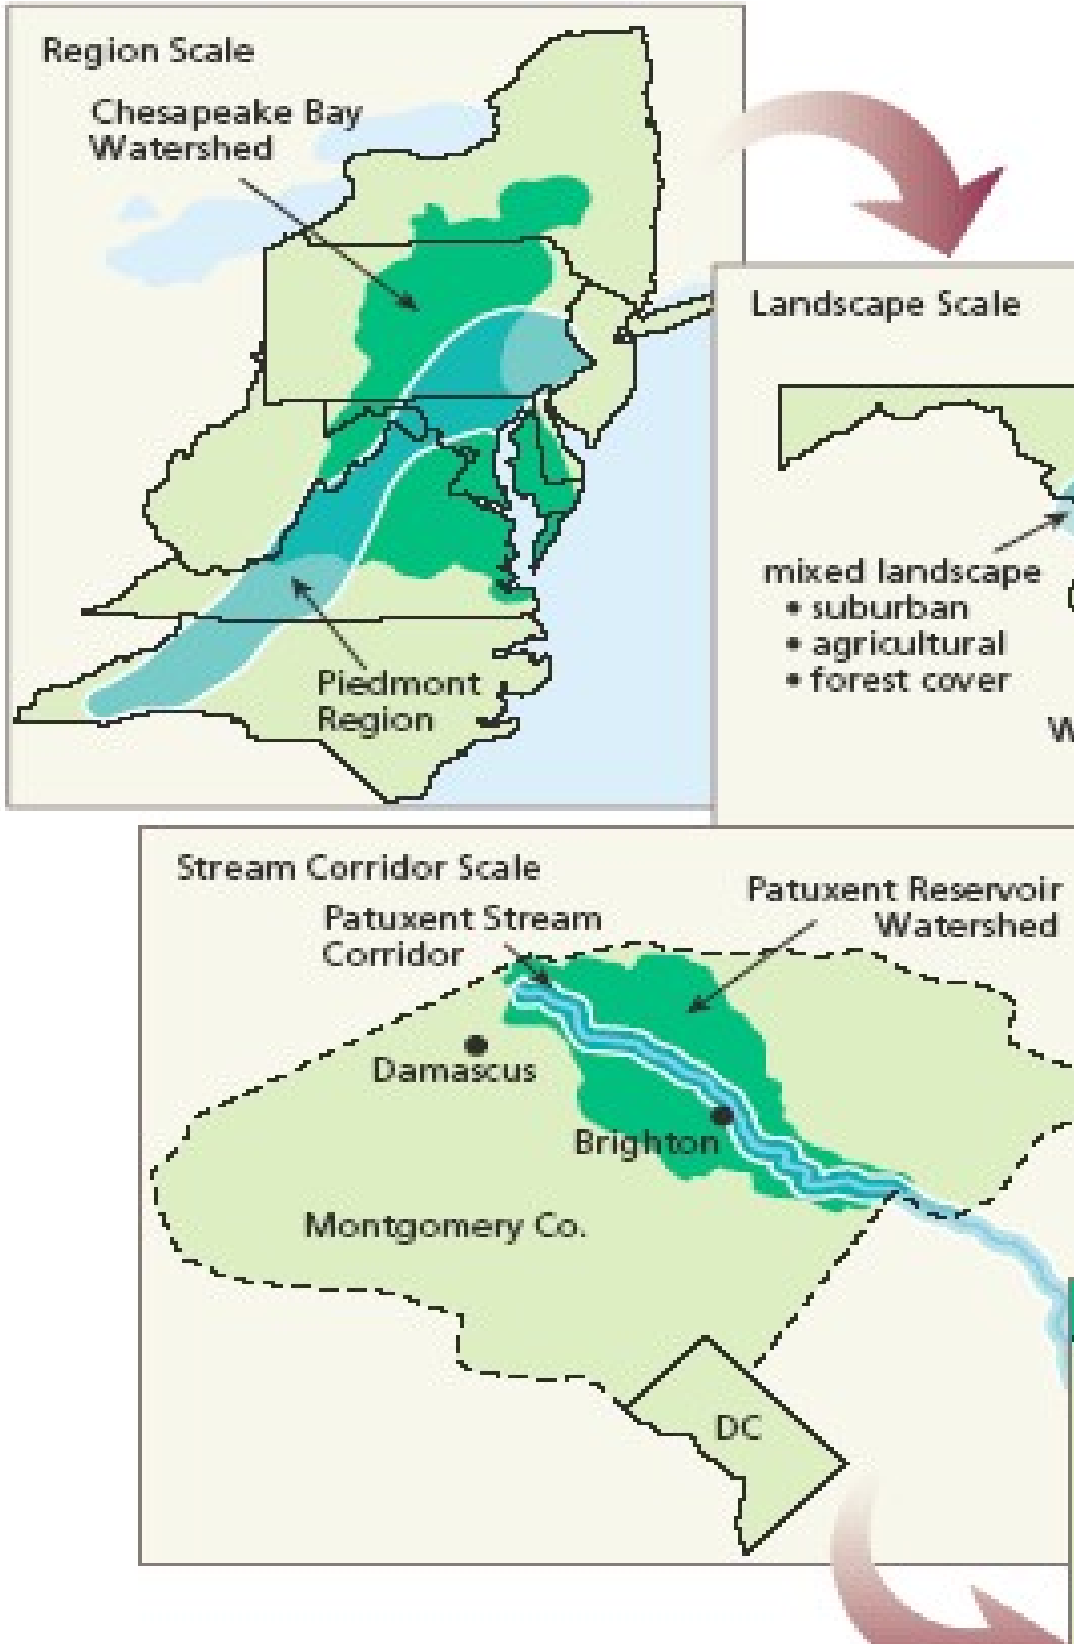 Region Scale
Chesapeake Bay
Watershed
Piedmont
Region
Landscape Scale
mixed landscape
• suburban
• agricultural
• forest cover
W
Stream Corridor Scale
Patuxent Stream
Corridor
Patuxent Reservoir
Watershed
Damascus
Brighton
Montgomery Co.
DC